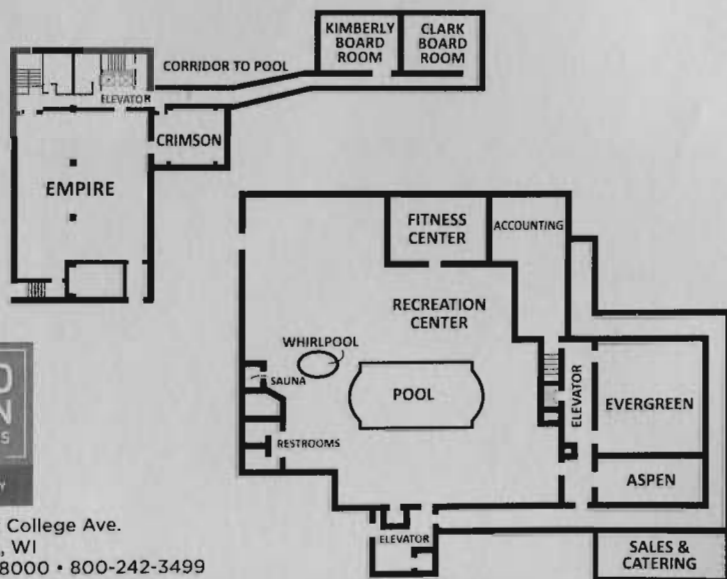 KIMBERLY
BOARD
ROOM
CLARK
BOARD
ROOM
CORRIDOR TO POOL
ELEVATOR
CRIMSON
EMPIRE
FITNESS
CENTER
ACCOUNTING
RECREATION
CENTER
WHIRLPOOL
SAUNA
POOL
ELEVATOR
EVERGREEN
RESTROOMS
ASPEN
ELEVATOR
SALES &
CATERING
College Ave.
, WI
8000 • 800-242-3499